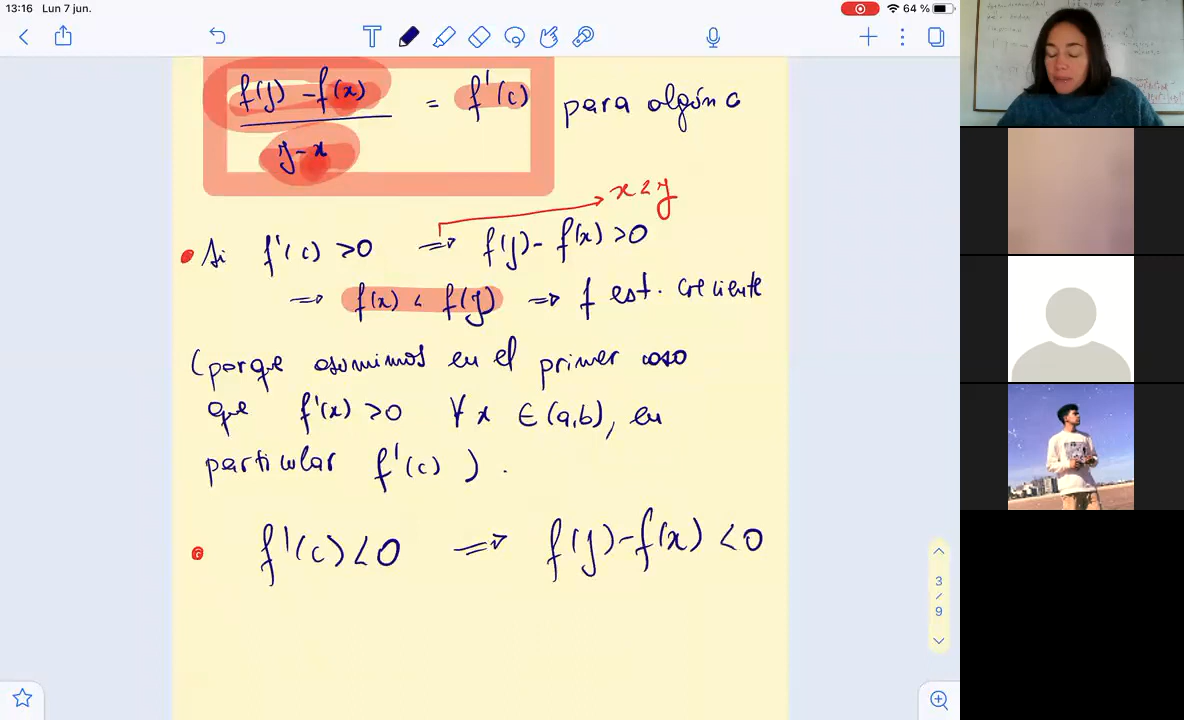 13:16 Lun 7 jun.
64 %
f(y) - f(x)
y - x
= f'(c) para algún c
x < y
Si f'(c) > 0 ⇒ f(y) - f(x) > 0
⇒ f(x) < f(y) ⇒ f est. creciente
(porque asumimos en el primer caso
que f'(x) > 0 ∀ x ∈ (a,b), en
particular f'(c) ) .
f'(c) < 0 ⇒ f(y) - f(x) < 0
3
/
9